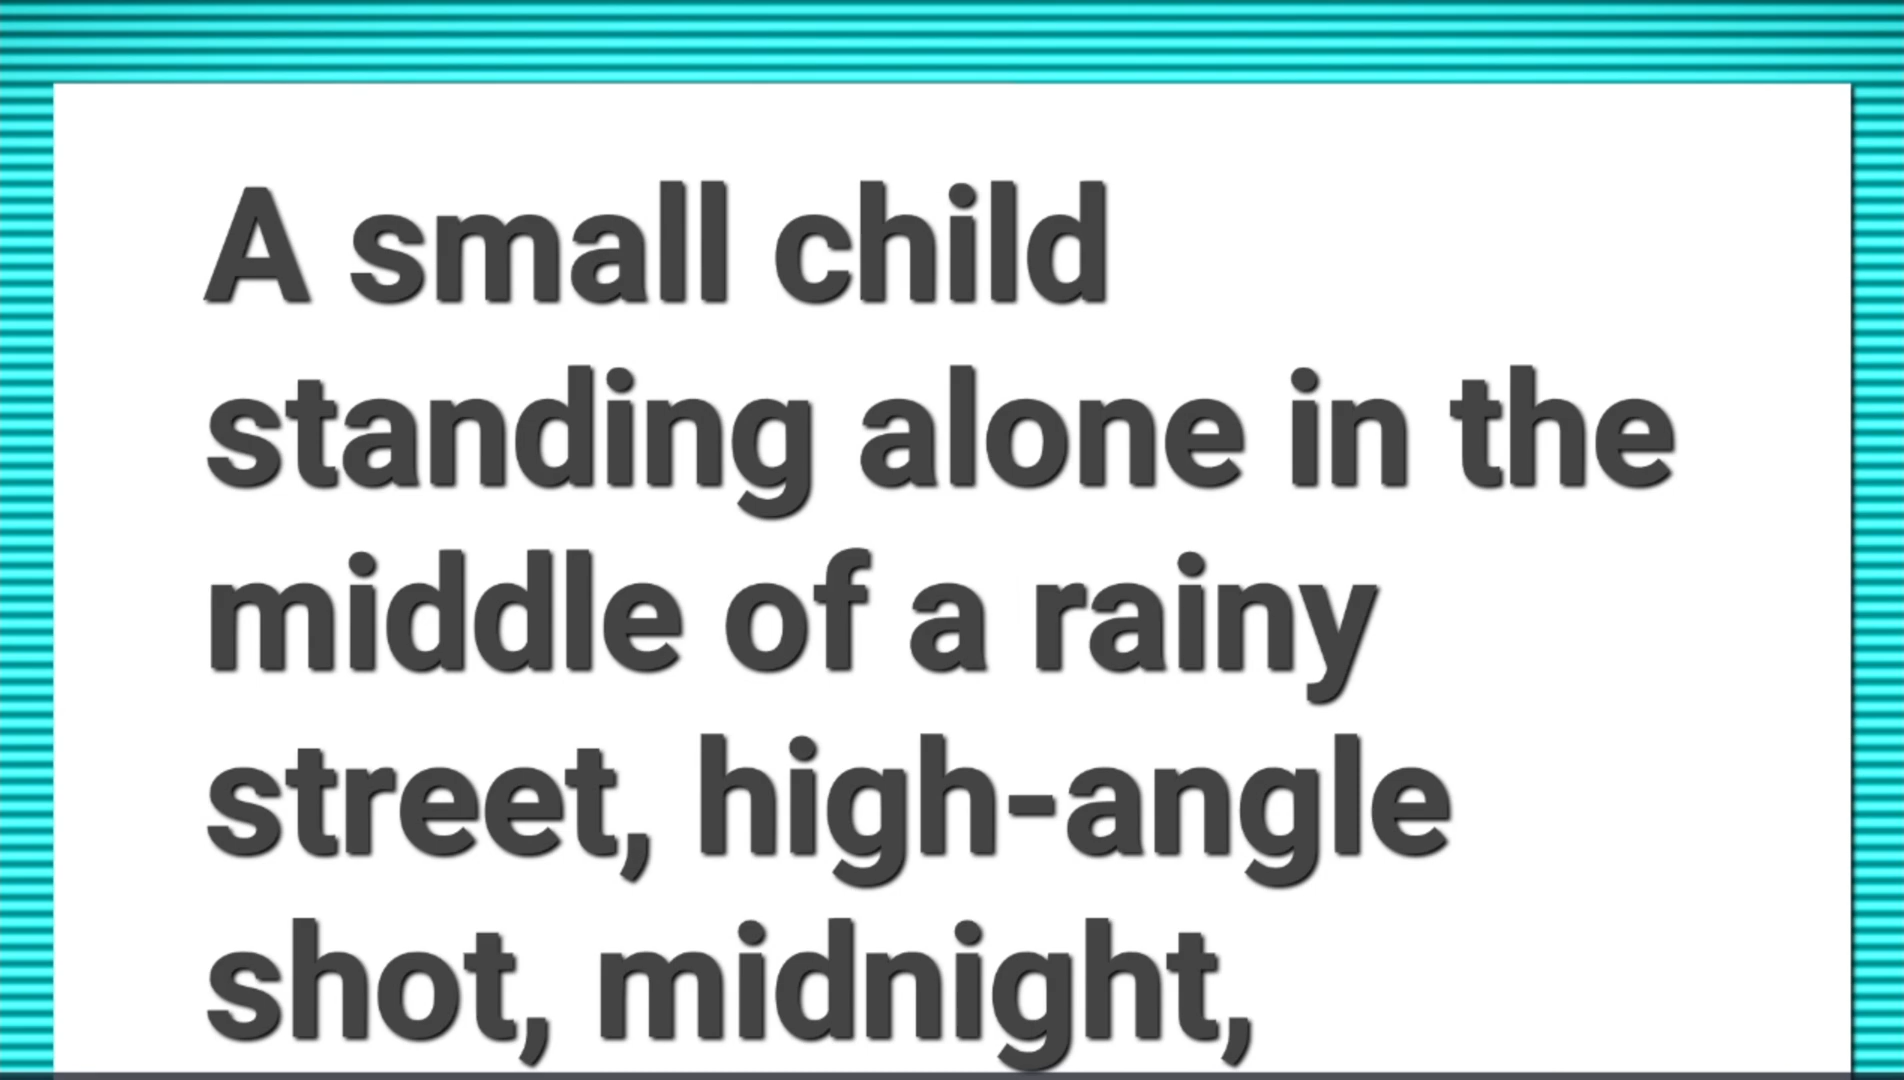 A small child
standing alone in the
middle of a rainy
street, high-angle
shot, midnight,